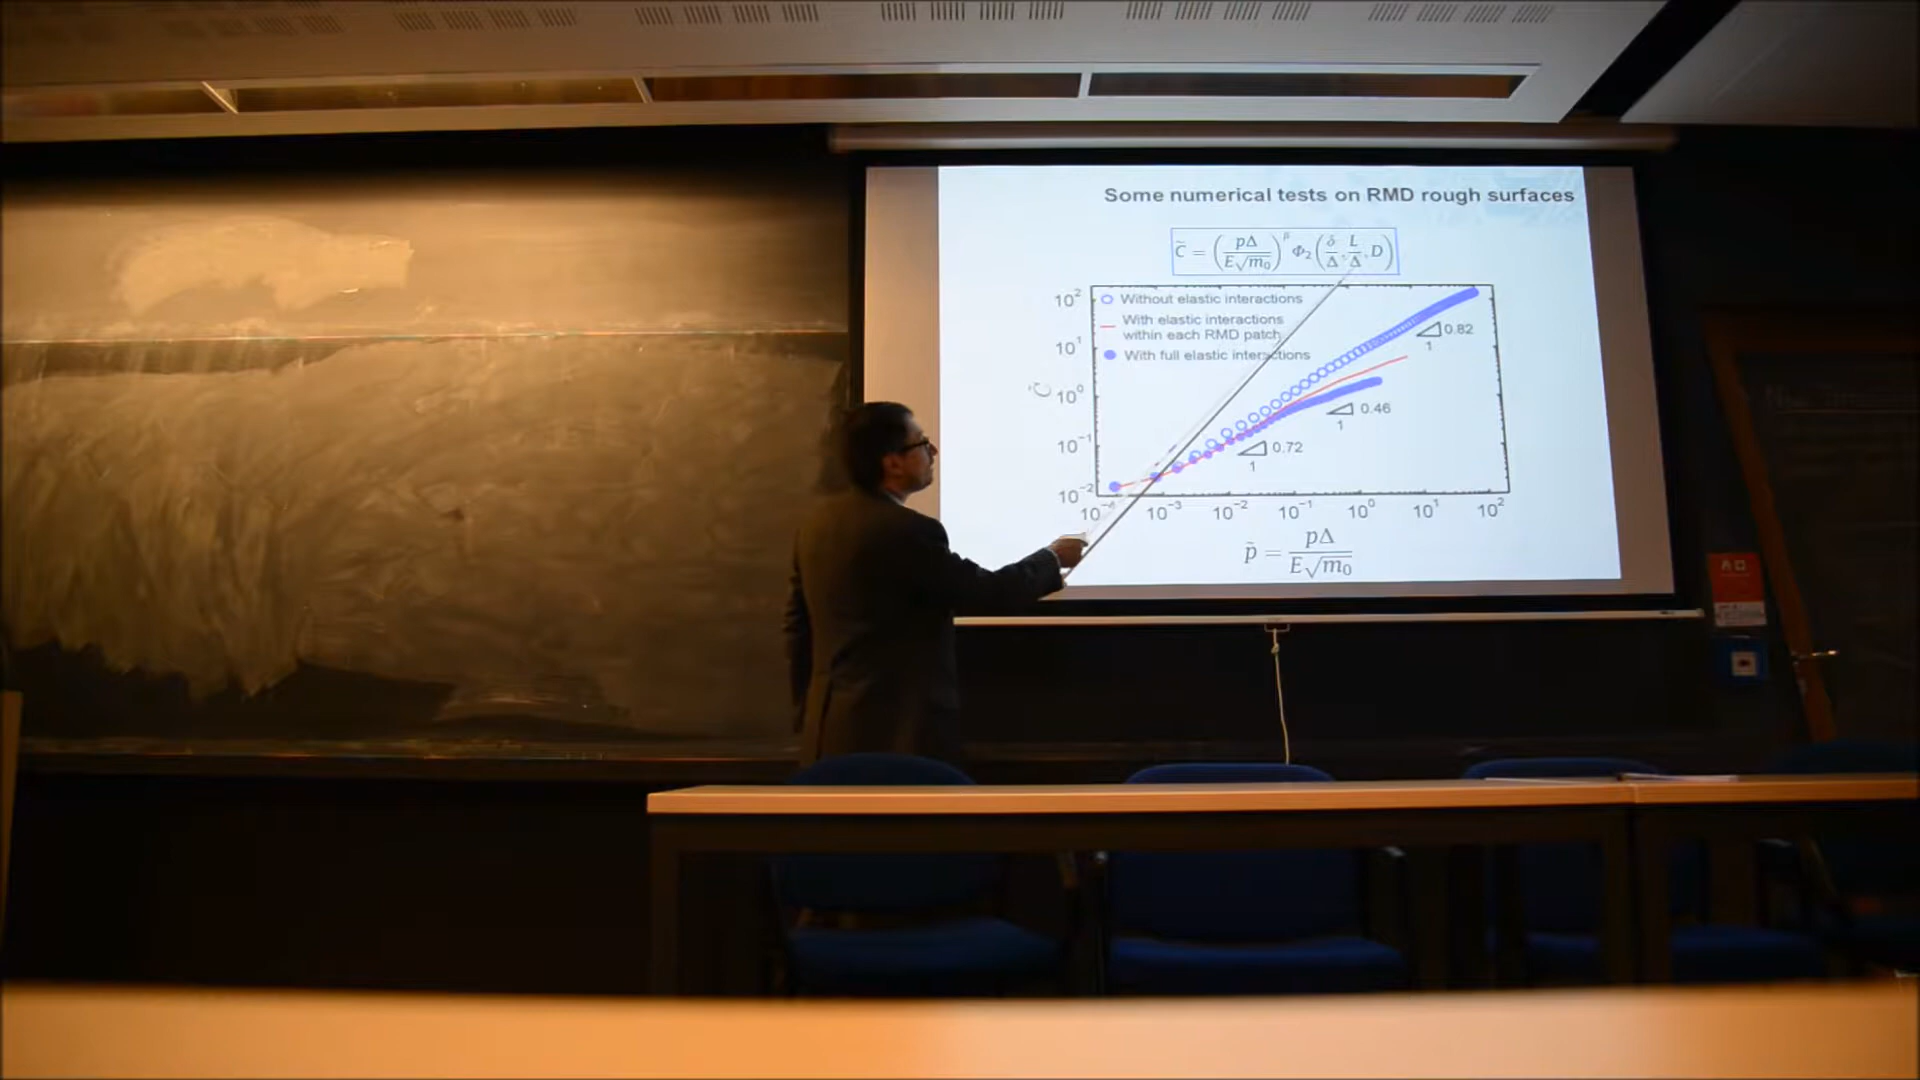 Some numerical tests on RMD rough surfaces
C̃ = (pΔ / E√m₀)^β Φ₂(δ/Δ, L/Δ, D)
Without elastic interactions
With elastic interactions
within each RMD patch
With full elastic interactions
10² 10¹ 10⁰ 10⁻¹ 10⁻²
C̃
0.82
1
0.46
1
0.72
1
10⁻⁴ 10⁻³ 10⁻² 10⁻¹ 10⁰ 10¹ 10²
p̃ = pΔ / E√m₀